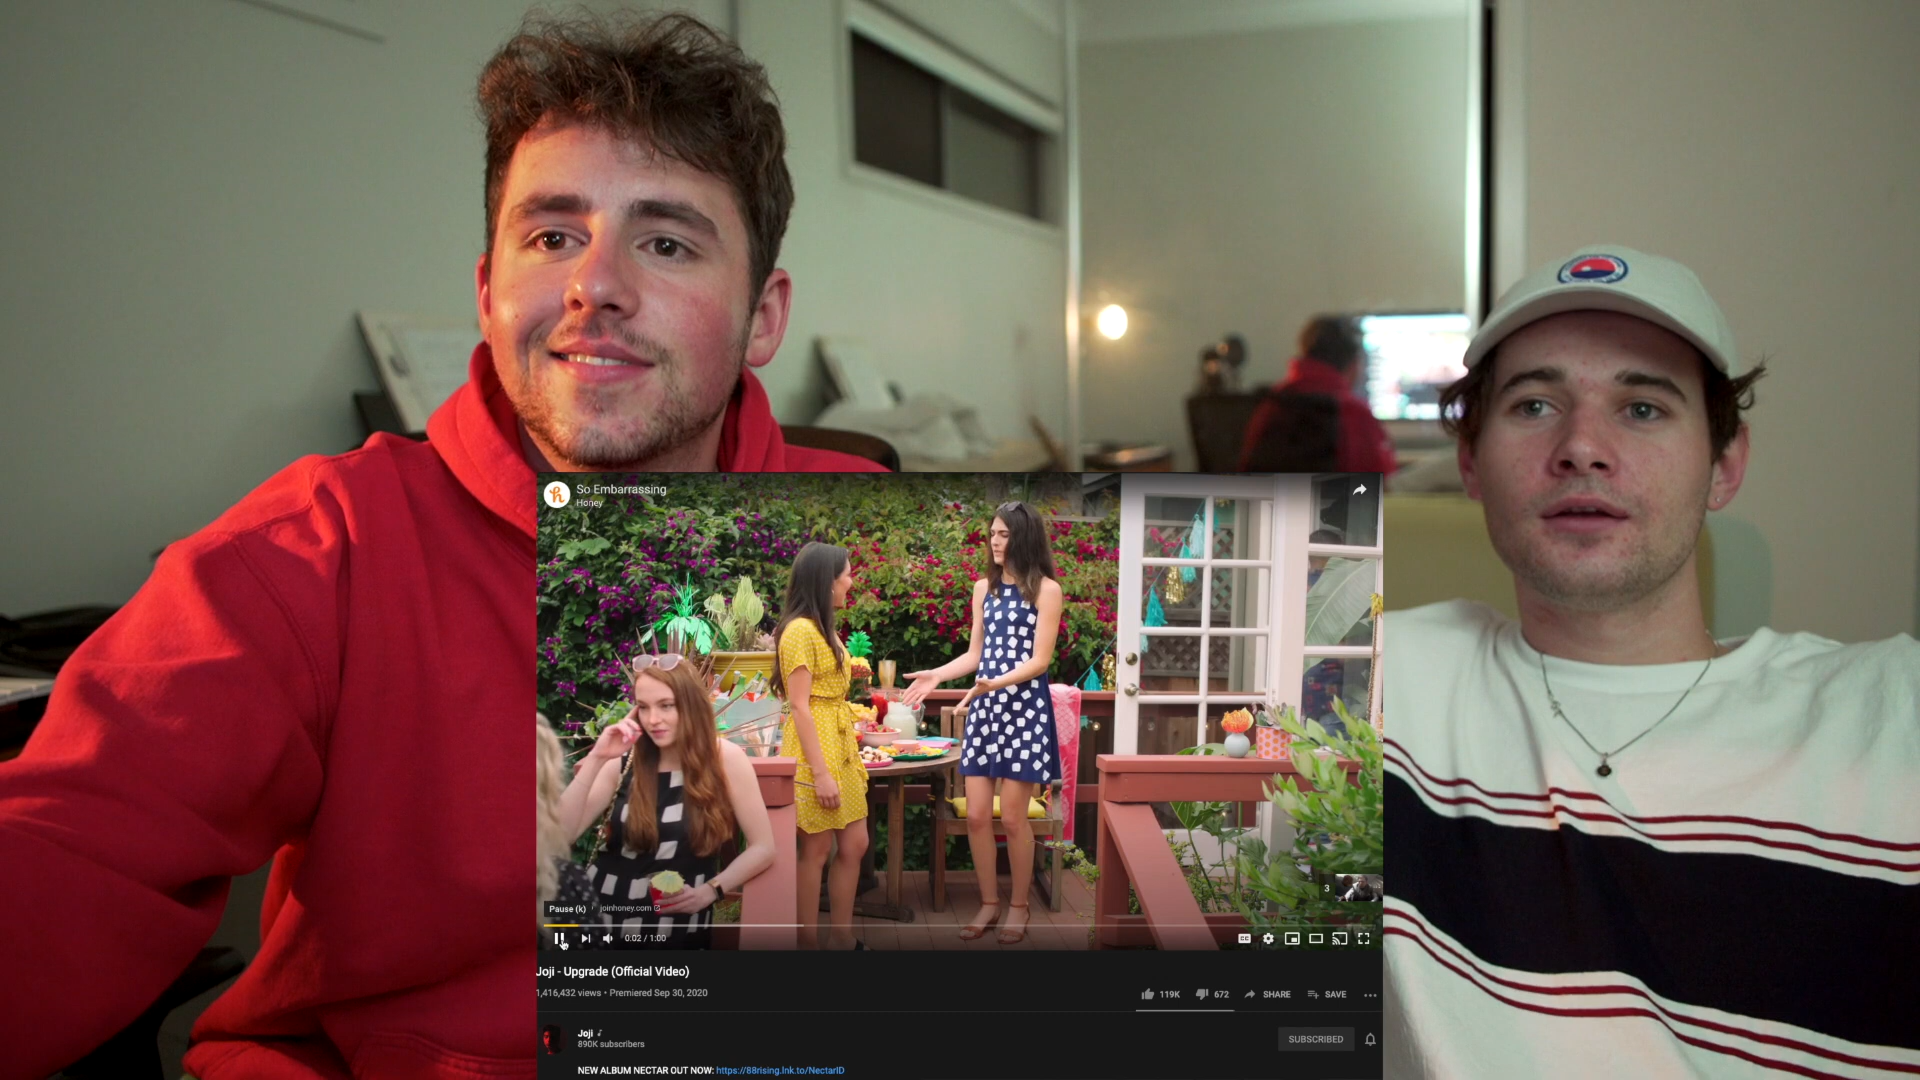 So Embarrassing
Honey
3
Pause (k)
joinhoney.com
0:02 / 1:00
CC
Joji - Upgrade (Official Video)
1,416,432 views • Premiered Sep 30, 2020
119K
672
SHARE
SAVE
Joji
890K subscribers
SUBSCRIBED
NEW ALBUM NECTAR OUT NOW: https://88rising.lnk.to/NectarID